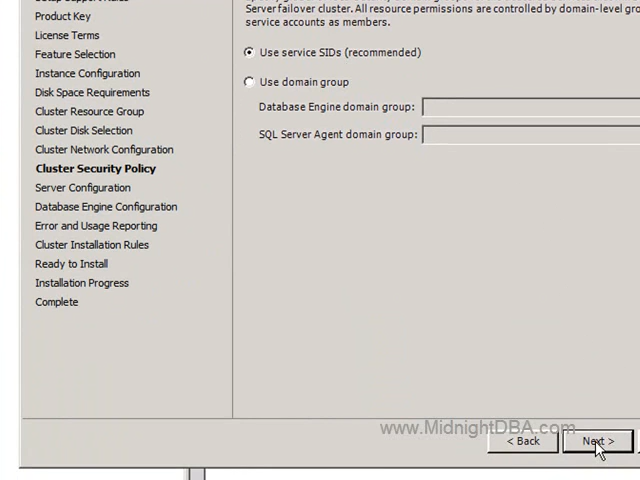 Server failover cluster. All resource permissions are controlled by domain-level
service accounts as members.
Product Key
License Terms
Feature Selection
Instance Configuration
Disk Space Requirements
Cluster Resource Group
Cluster Disk Selection
Cluster Network Configuration
Cluster Security Policy
Server Configuration
Database Engine Configuration
Error and Usage Reporting
Cluster Installation Rules
Ready to Install
Installation Progress
Complete
Use service SIDs (recommended)
Use domain group
Database Engine domain group:
SQL Server Agent domain group:
www.MidnightDBA.com
< Back
Next >